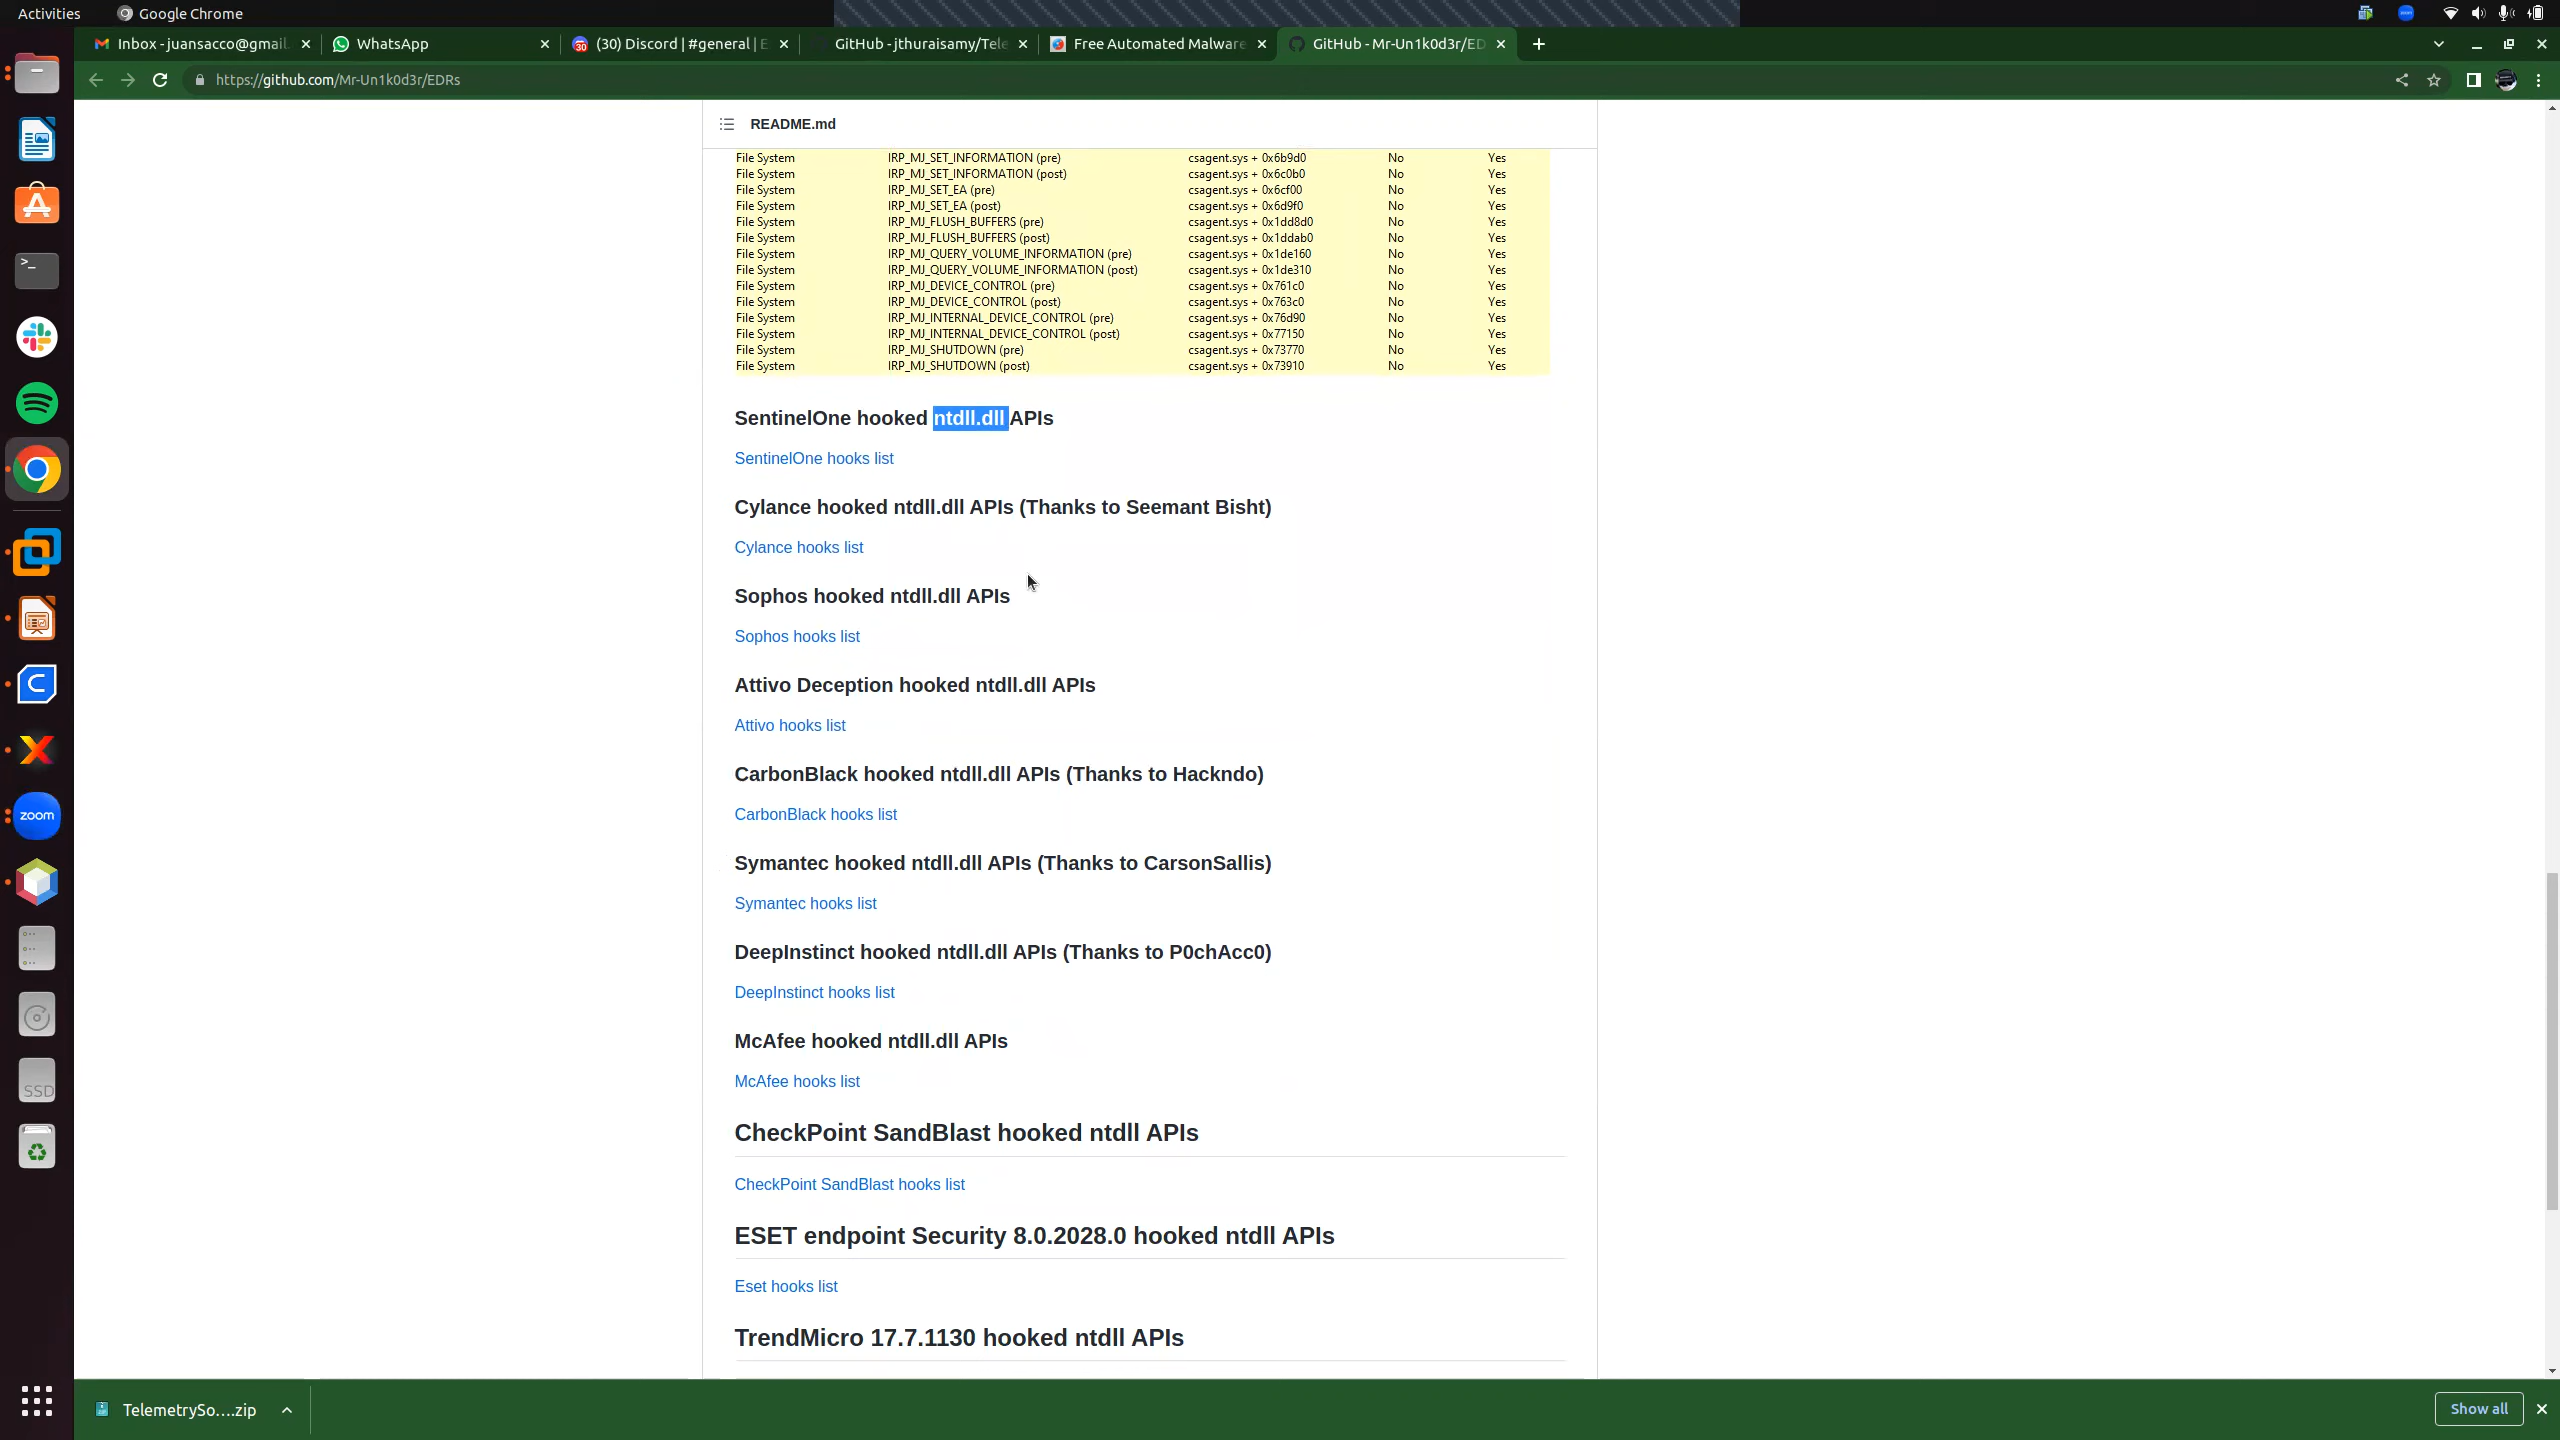 Activities
Google Chrome
Inbox - juansacco@gmail.
WhatsApp
(30) Discord | #general | E
GitHub - jthuraisamy/Tele
Free Automated Malware
GitHub - Mr-Un1k0d3r/ED
https://github.com/Mr-Un1k0d3r/EDRs
README.md
File System IRP_MJ_SET_INFORMATION (pre) csagent.sys + 0x6b9d0 No Yes
File System IRP_MJ_SET_INFORMATION (post) csagent.sys + 0x6c0b0 No Yes
File System IRP_MJ_SET_EA (pre) csagent.sys + 0x6cf00 No Yes
File System IRP_MJ_SET_EA (post) csagent.sys + 0x6d9f0 No Yes
File System IRP_MJ_FLUSH_BUFFERS (pre) csagent.sys + 0x1dd8d0 No Yes
File System IRP_MJ_FLUSH_BUFFERS (post) csagent.sys + 0x1ddab0 No Yes
File System IRP_MJ_QUERY_VOLUME_INFORMATION (pre) csagent.sys + 0x1de160 No Yes
File System IRP_MJ_QUERY_VOLUME_INFORMATION (post) csagent.sys + 0x1de310 No Yes
File System IRP_MJ_DEVICE_CONTROL (pre) csagent.sys + 0x761c0 No Yes
File System IRP_MJ_DEVICE_CONTROL (post) csagent.sys + 0x763c0 No Yes
File System IRP_MJ_INTERNAL_DEVICE_CONTROL (pre) csagent.sys + 0x76d90 No Yes
File System IRP_MJ_INTERNAL_DEVICE_CONTROL (post) csagent.sys + 0x77150 No Yes
File System IRP_MJ_SHUTDOWN (pre) csagent.sys + 0x73770 No Yes
File System IRP_MJ_SHUTDOWN (post) csagent.sys + 0x73910 No Yes
SentinelOne hooked ntdll.dll APIs
SentinelOne hooks list
Cylance hooked ntdll.dll APIs (Thanks to Seemant Bisht)
Cylance hooks list
Sophos hooked ntdll.dll APIs
Sophos hooks list
Attivo Deception hooked ntdll.dll APIs
Attivo hooks list
CarbonBlack hooked ntdll.dll APIs (Thanks to Hackndo)
CarbonBlack hooks list
Symantec hooked ntdll.dll APIs (Thanks to CarsonSallis)
Symantec hooks list
DeepInstinct hooked ntdll.dll APIs (Thanks to P0chAcc0)
DeepInstinct hooks list
McAfee hooked ntdll.dll APIs
McAfee hooks list
CheckPoint SandBlast hooked ntdll APIs
CheckPoint SandBlast hooks list
ESET endpoint Security 8.0.2028.0 hooked ntdll APIs
Eset hooks list
TrendMicro 17.7.1130 hooked ntdll APIs
zoom
SSD
TelemetrySo....zip
Show all